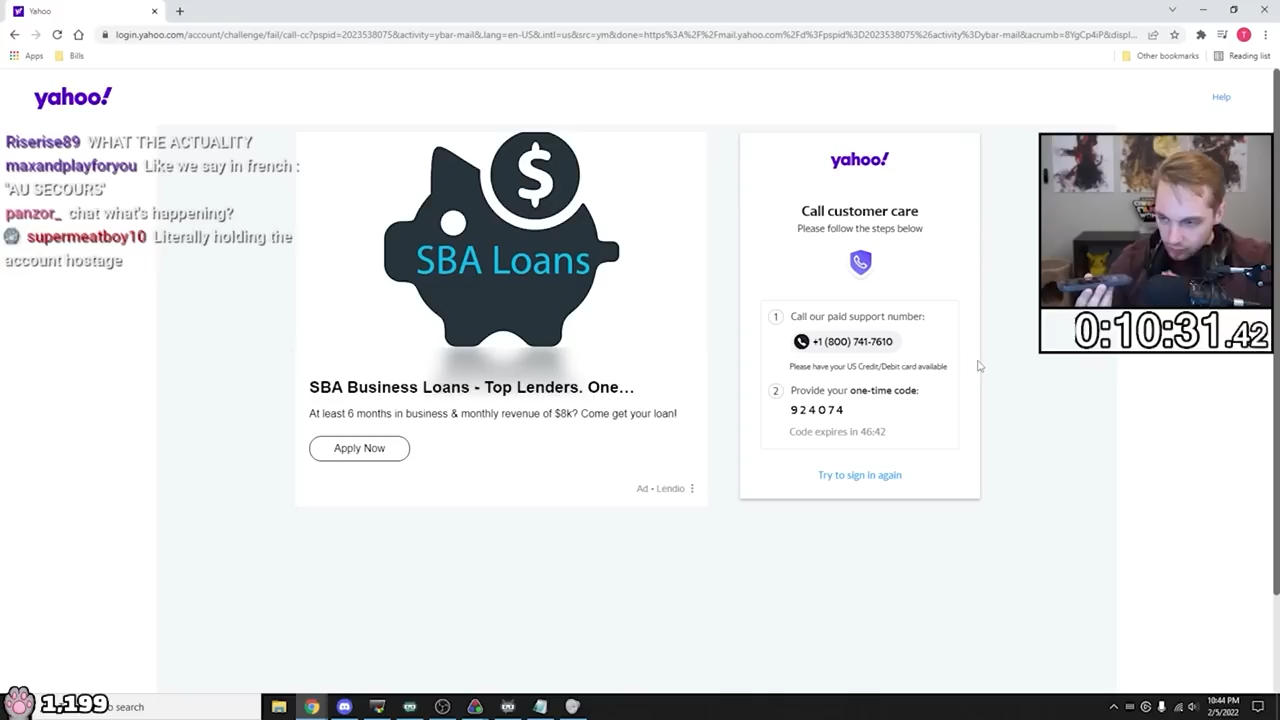 Yahoo
login.yahoo.com/account/challenge/fail/call-cc?pspid=2023538075&activity=ybar-mail&.lang=en-US&.intl=us&src=ym&done=https%3A%2F%2Fmail.yahoo.com%2Fd%3Fpspid%3D2023538075%26activity%3Dybar-mail&acrumb=8YgCp4iP&displ...
T
Apps
Bills
Other bookmarks
Reading list
yahoo!
Help
Riserise89 WHAT THE ACTUALITY
maxandplayforyou Like we say in french :
"AU SECOURS"
panzor_ chat what's happening?
supermeatboy10 Literally holding the
account hostage
$
SBA Loans
SBA Business Loans - Top Lenders. One...
At least 6 months in business & monthly revenue of $8k? Come get your loan!
Apply Now
Ad • Lendio
yahoo!
Call customer care
Please follow the steps below
1 Call our paid support number:
+1 (800) 741-7610
Please have your US Credit/Debit card available
2 Provide your one-time code:
924074
Code expires in 46:42
Try to sign in again
0:10:31.42
1,199
o search
10:44 PM
2/5/2022